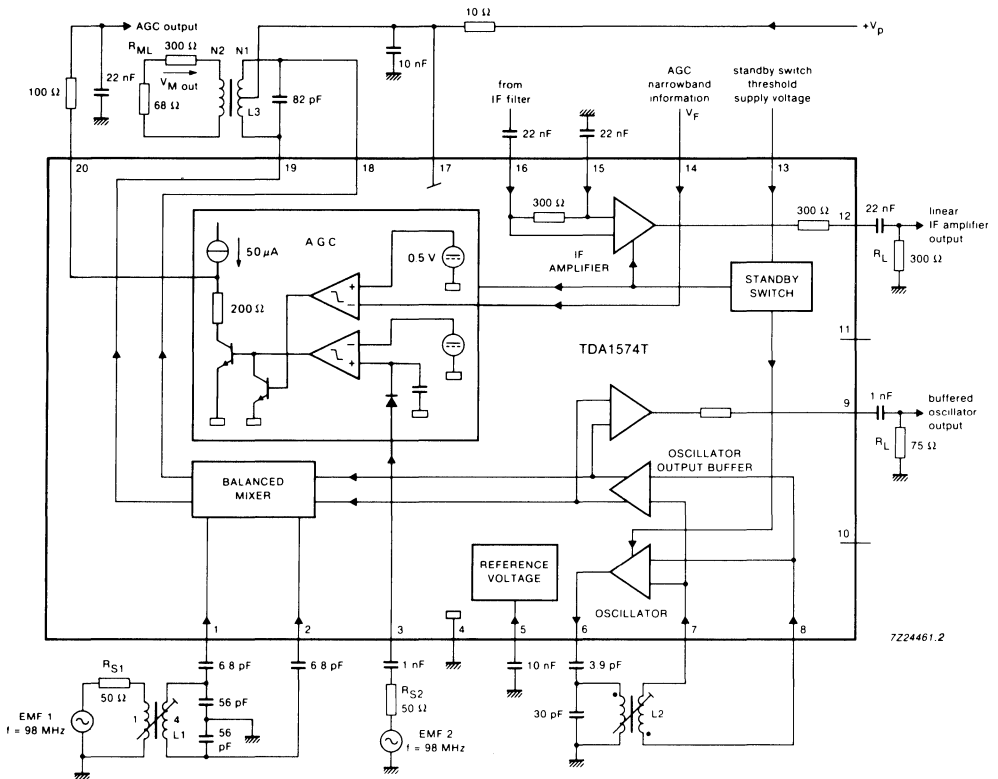 AGC output
10 Ω
+Vp
RML
300 Ω
N2
N1
22 nF
100 Ω
VM out
68 Ω
L3
82 pF
10 nF
from
IF filter
AGC
narrowband
information
VF
standby switch
threshold
supply voltage
22 nF
22 nF
20
19
18
17
16
15
14
13
300 Ω
300 Ω
12
22 nF
linear
IF amplifier
output
RL
300 Ω
AGC
50 µA
0.5 V
IF
AMPLIFIER
STANDBY
SWITCH
200 Ω
11
TDA1574T
9
1 nF
buffered
oscillator
output
RL
75 Ω
OSCILLATOR
OUTPUT BUFFER
BALANCED
MIXER
10
REFERENCE
VOLTAGE
OSCILLATOR
1
2
3
4
5
6
7
8
7Z24461.2
6.8 pF
6.8 pF
1 nF
10 nF
3.9 pF
RS1
50 Ω
RS2
50 Ω
56 pF
56
pF
30 pF
L2
EMF 1
f = 98 MHz
1
4
L1
EMF 2
f = 98 MHz